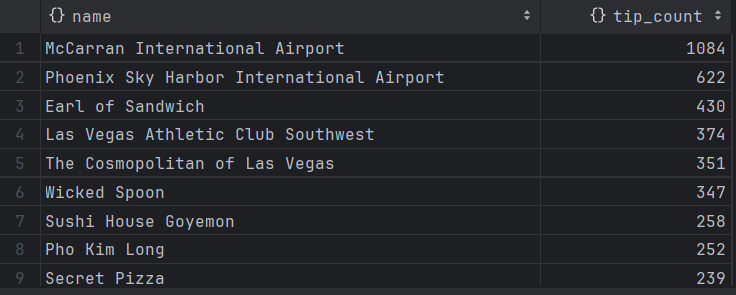 {} name {} tip_count
1 McCarran International Airport 1084
2 Phoenix Sky Harbor International Airport 622
3 Earl of Sandwich 430
4 Las Vegas Athletic Club Southwest 374
5 The Cosmopolitan of Las Vegas 351
6 Wicked Spoon 347
7 Sushi House Goyemon 258
8 Pho Kim Long 252
9 Secret Pizza 239